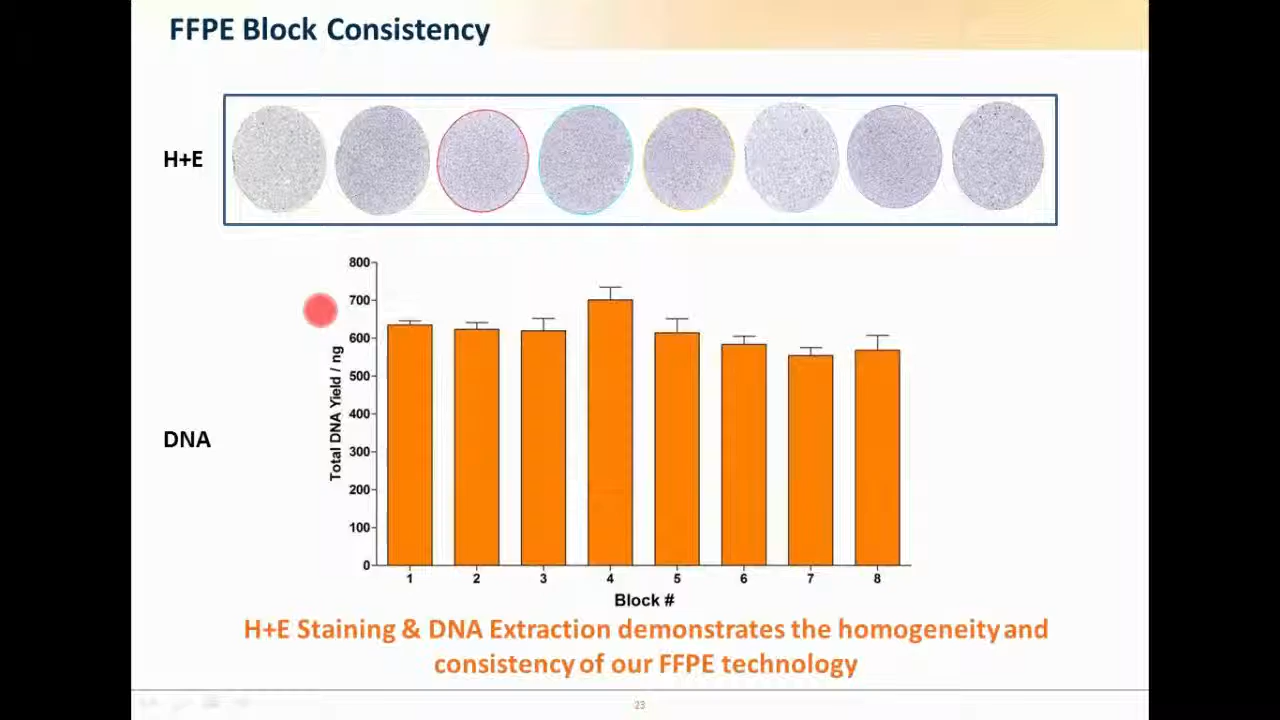 FFPE Block Consistency
H+E
800
700
600
500
400
300
200
100
0
Total DNA Yield / ng
DNA
1 2 3 4 5 6 7 8
Block #
H+E Staining & DNA Extraction demonstrates the homogeneity and
consistency of our FFPE technology
23